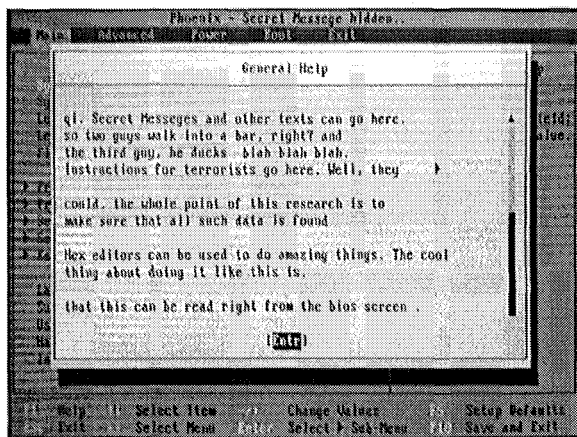 Phoenix - Secret Messege hidden..
Main Advanced Power Boot Exit
General Help
ql. Secret Messeges and other texts can go here.
so two guys walk into a bar, right? and
the third guy, he ducks blah blah blah.
Instructions for terrorists go here. Well, they
could. the whole point of this research is to
make sure that all such data is found
Hex editors can be used to do amazing things. The cool
thing about doing it like this is.
that this can be read right from the bios screen .
[Entr]
Help Select Item Change Values Setup Defaults
Exit Select Menu Enter Select Sub-Menu F10 Save and Exit